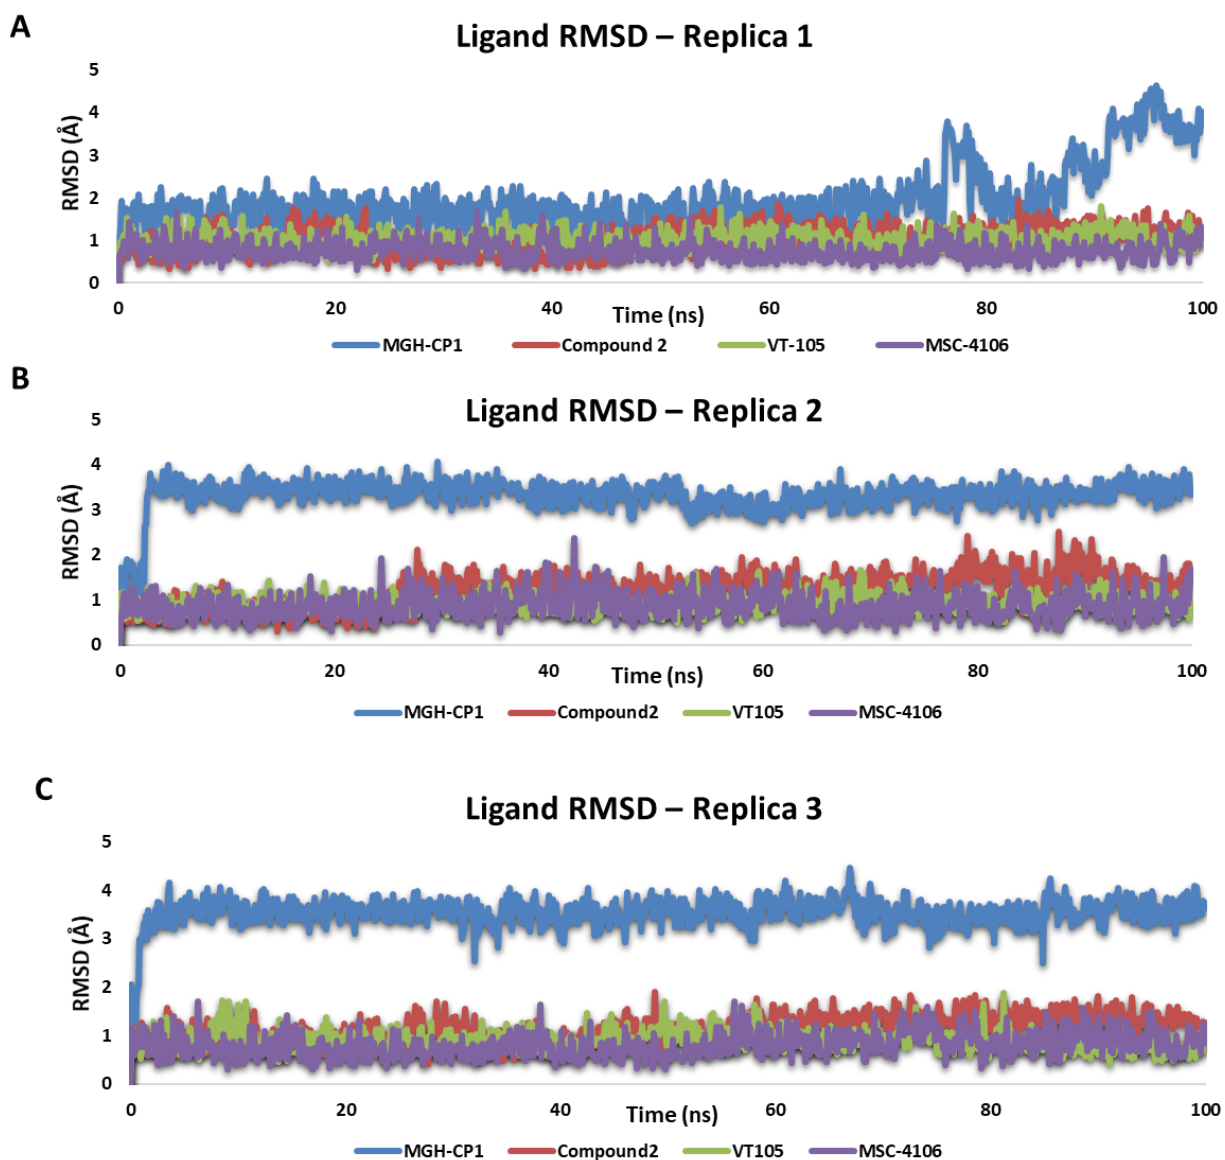 A
Ligand RMSD – Replica 1
RMSD (Å)
5
4
3
2
1
0
0 20 40 60 80 100
Time (ns)
MGH-CP1 Compound 2 VT-105 MSC-4106
B
Ligand RMSD – Replica 2
RMSD (Å)
5
4
3
2
1
0
0 20 40 60 80 100
Time (ns)
MGH-CP1 Compound2 VT105 MSC-4106
C
Ligand RMSD – Replica 3
RMSD (Å)
5
4
3
2
1
0
0 20 40 60 80 100
Time (ns)
MGH-CP1 Compound2 VT105 MSC-4106